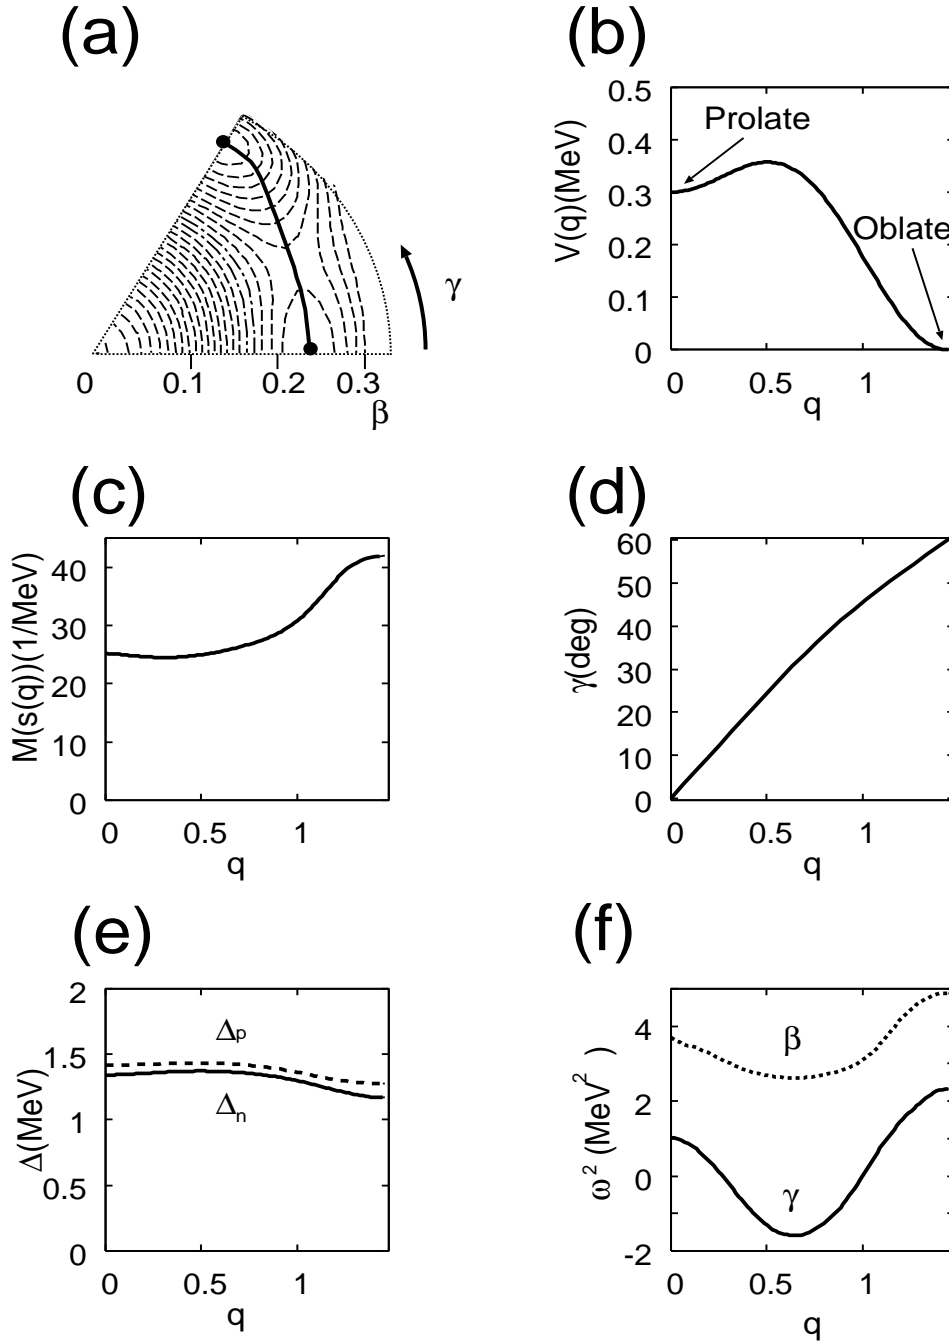 (a)
γ
0
0.1
0.2
0.3
β
(b)
V(q)(MeV)
0.5
0.4
0.3
0.2
0.1
0
Prolate
Oblate
0
0.5
1
q
(c)
M(s(q))(1/MeV)
40
30
20
10
0
0
0.5
1
q
(d)
γ(deg)
60
50
40
30
20
10
0
0
0.5
1
q
(e)
Δ(MeV)
2
1.5
1
0.5
0
Δp
Δn
0
0.5
1
q
(f)
ω² (MeV²)
4
2
0
-2
β
γ
0
0.5
1
q